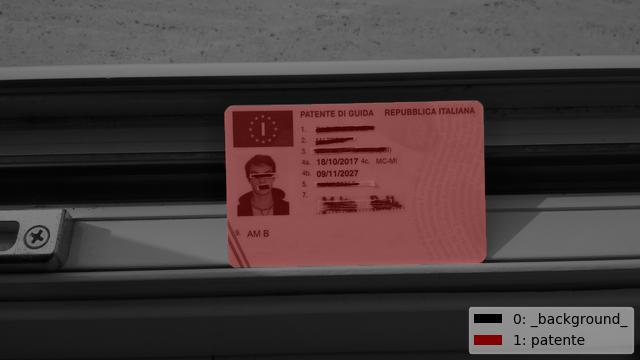 PATENTE DI GUIDA REPUBBLICA ITALIANA
I
1.
2.
3.
4a. 18/10/2017 4c. MC-MI
4b. 09/11/2027
5.
7.
9. AM B
0: _background_
1: patente